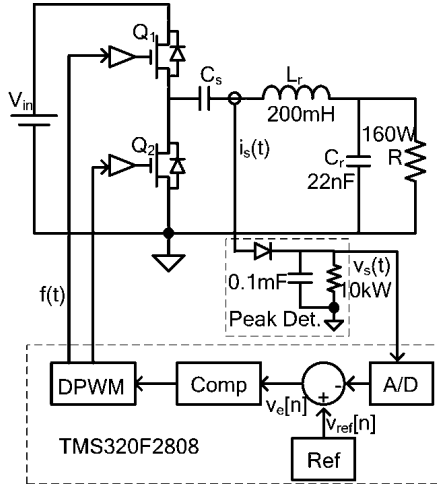 Q1
Cs
Lr
Vin
200mH
160W
is(t)
Cr
R
Q2
22nF
f(t)
vs(t)
0.1mF
10kW
Peak Det.
DPWM
Comp
-
+
A/D
ve[n]
vref[n]
TMS320F2808
Ref